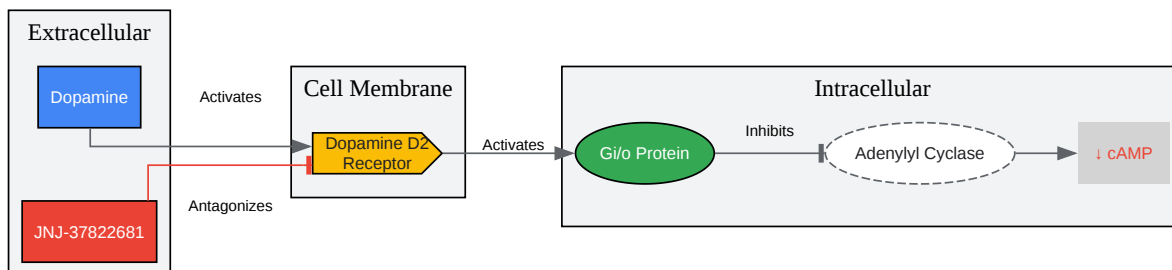 Extracellular
Dopamine
JNJ-37822681
Activates
Antagonizes
Cell Membrane
Dopamine D2
Receptor
Activates
Intracellular
Gi/o Protein
Inhibits
Adenylyl Cyclase
↓ cAMP